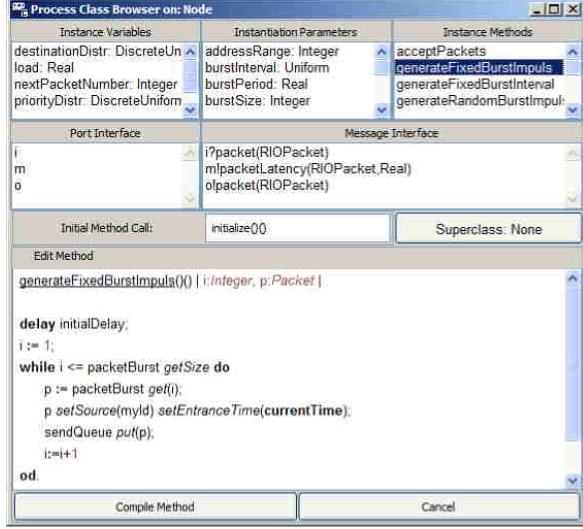 Process Class Browser on: Node
Instance Variables
Instantiation Parameters
Instance Methods
destinationDistr: DiscreteUn
load: Real
nextPacketNumber: Integer
priorityDistr: DiscreteUniform
addressRange: Integer
burstInterval: Uniform
burstPeriod: Real
burstSize: Integer
acceptPackets
generateFixedBurstImpuls
generateFixedBurstInterval
generateRandomBurstImpul
Port Interface
Message Interface
i
m
o
i?packet(RIOPacket)
m!packetLatency(RIOPacket,Real)
o!packet(RIOPacket)
Initial Method Call:
initialize()()
Superclass: None
Edit Method
generateFixedBurstImpuls()() | i:Integer, p:Packet |
delay initialDelay;
i := 1;
while i <= packetBurst getSize do
p := packetBurst get(i);
p setSource(myId) setEntranceTime(currentTime);
sendQueue put(p);
i:=i+1
od.
Compile Method
Cancel